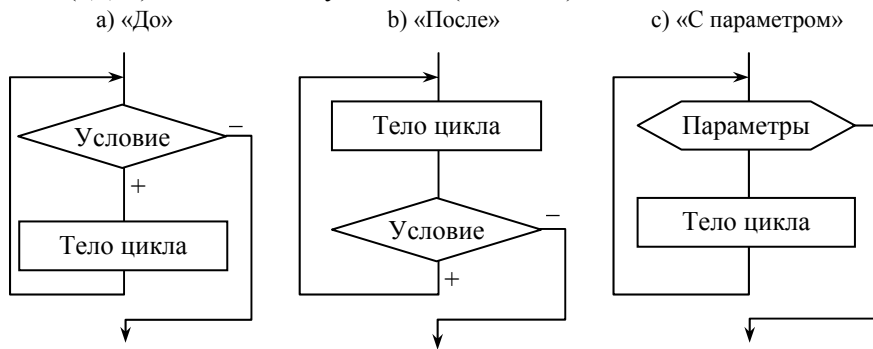 a) «До» b) «После» c) «С параметром»
Условие
–
+
Тело цикла
Тело цикла
Условие
–
+
Параметры
–
Тело цикла